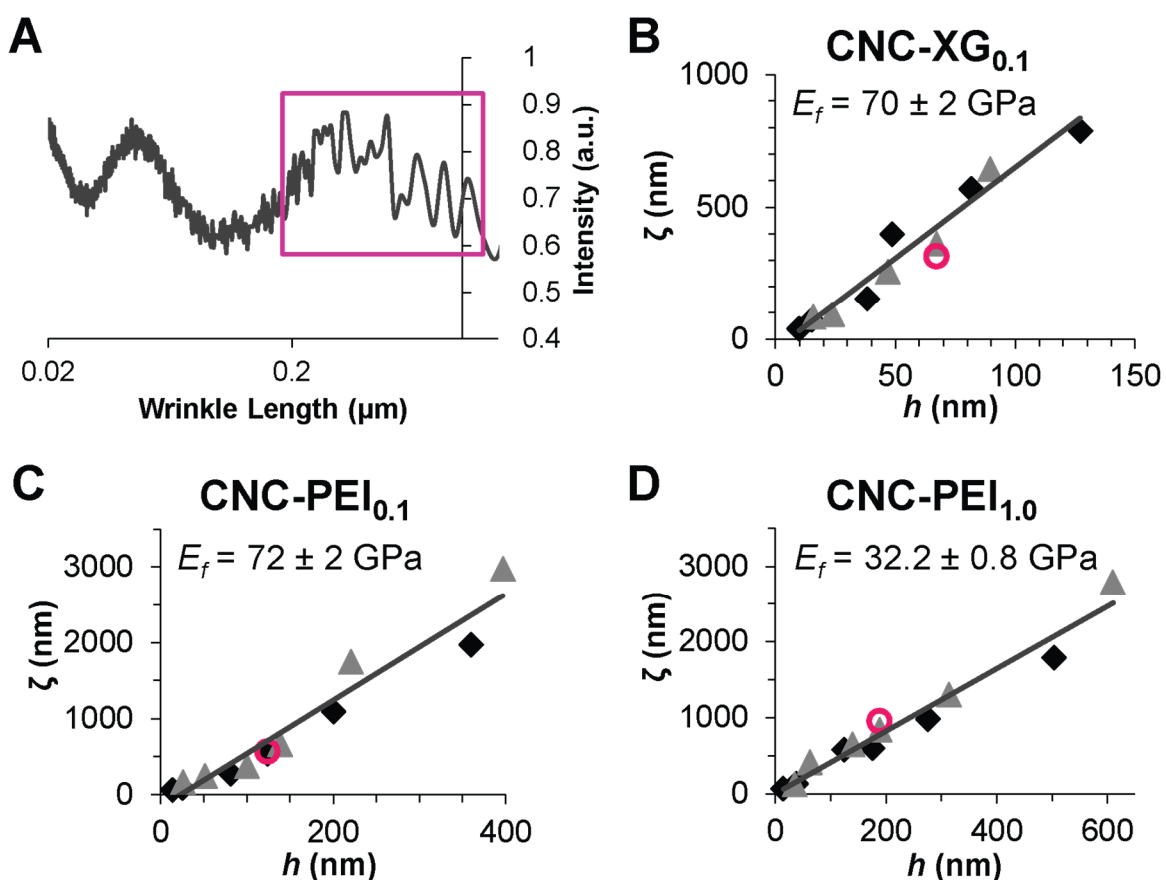 A
1
0.9
0.8
0.7
0.6
0.5
0.4
Intensity (a.u.)
0.02
0.2
Wrinkle Length (µm)
B
CNC-XG0.1
Ef = 70 ± 2 GPa
1000
500
0
ζ (nm)
0
50
100
150
h (nm)
C
CNC-PEI0.1
Ef = 72 ± 2 GPa
3000
2000
1000
0
ζ (nm)
0
200
400
h (nm)
D
CNC-PEI1.0
Ef = 32.2 ± 0.8 GPa
3000
2000
1000
0
ζ (nm)
0
200
400
600
h (nm)